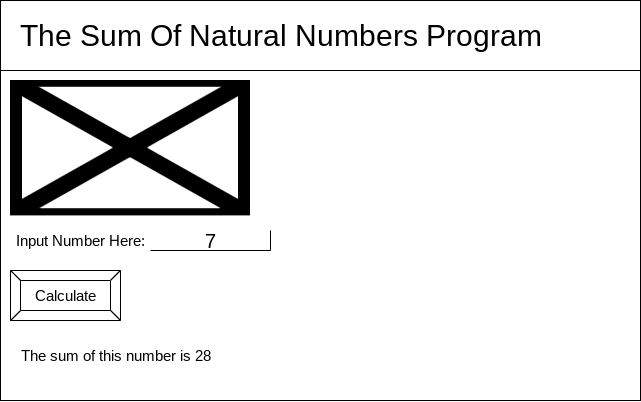 The Sum Of Natural Numbers Program
Input Number Here: 7
Calculate
The sum of this number is 28